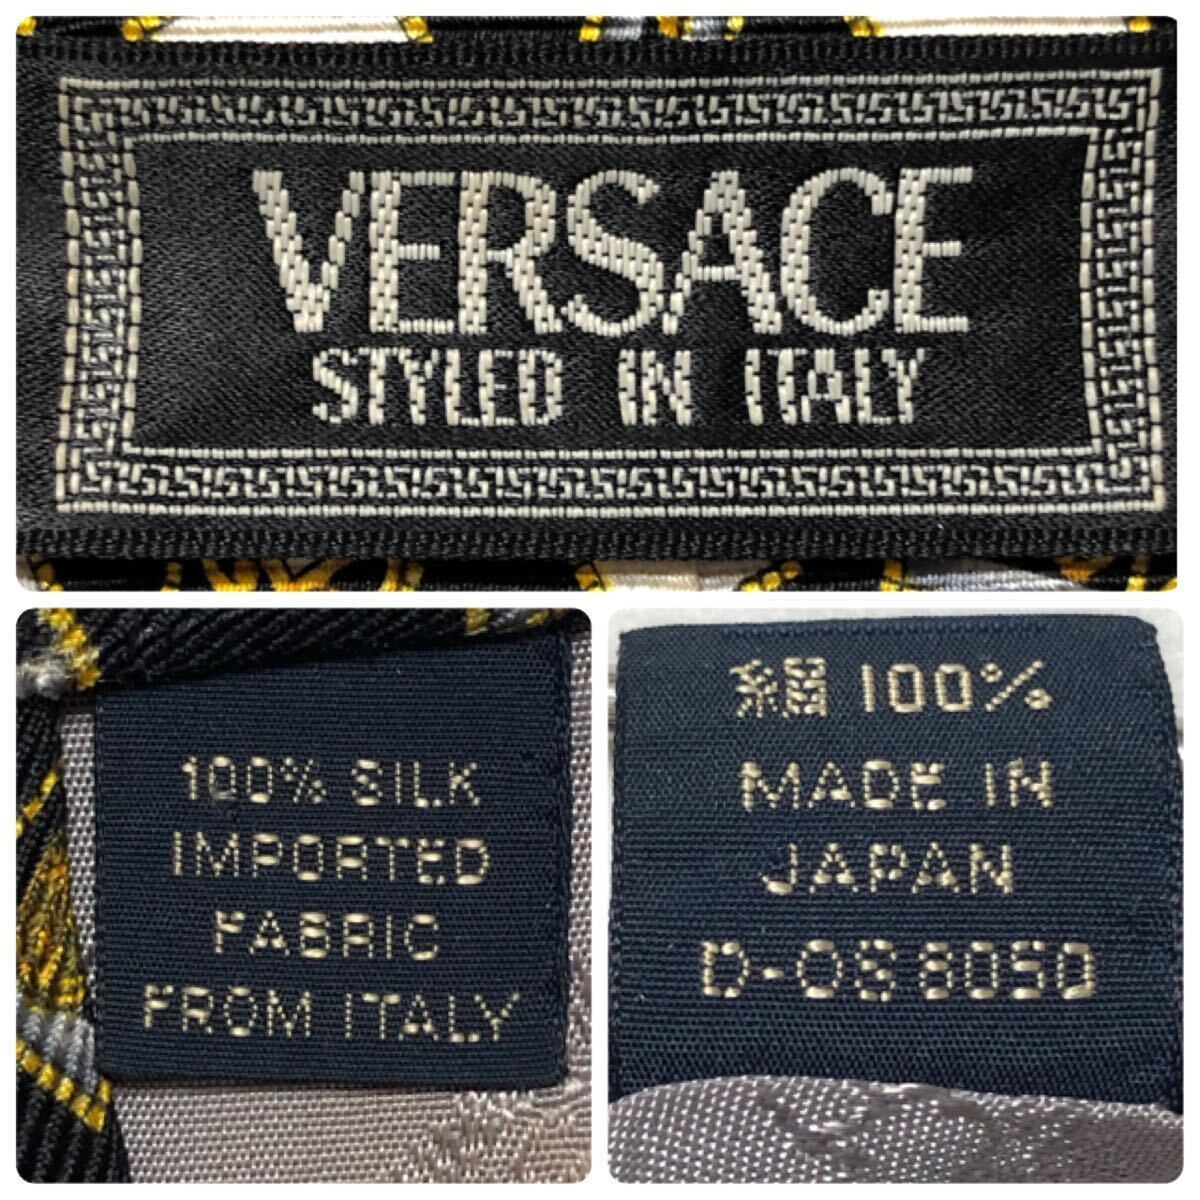 VERSACE
STYLED IN ITALY
100% SILK
IMPORTED
FABRIC
FROM ITALY
絹 100%
MADE IN
JAPAN
D-OS 8050